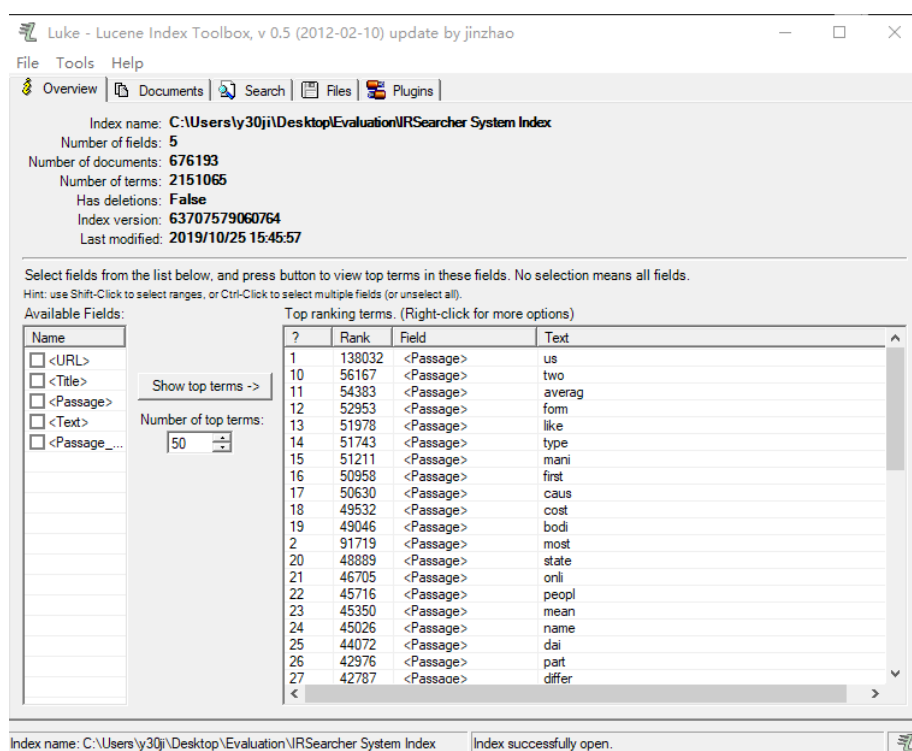 Luke - Lucene Index Toolbox, v 0.5 (2012-02-10) update by jinzhao
File Tools Help
Overview Documents Search Files Plugins
Index name: C:\Users\y30ji\Desktop\Evaluation\IRSearcher System Index
Number of fields: 5
Number of documents: 676193
Number of terms: 2151065
Has deletions: False
Index version: 63707579060764
Last modified: 2019/10/25 15:45:57
Select fields from the list below, and press button to view top terms in these fields. No selection means all fields.
Hint: use Shift-Click to select ranges, or Ctrl-Click to select multiple fields (or unselect all).
Available Fields:
Name
<URL>
<Title>
<Passage>
<Text>
<Passage_...
Show top terms ->
Number of top terms:
50
Top ranking terms. (Right-click for more options)
? Rank Field Text
1 138032 <Passage> us
10 56167 <Passage> two
11 54383 <Passage> averag
12 52953 <Passage> form
13 51978 <Passage> like
14 51743 <Passage> type
15 51211 <Passage> mani
16 50958 <Passage> first
17 50630 <Passage> caus
18 49532 <Passage> cost
19 49046 <Passage> bodi
2 91719 <Passage> most
20 48889 <Passage> state
21 46705 <Passage> onli
22 45716 <Passage> peopl
23 45350 <Passage> mean
24 45026 <Passage> name
25 44072 <Passage> dai
26 42976 <Passage> part
27 42787 <Passage> differ
Index name: C:\Users\y30ji\Desktop\Evaluation\IRSearcher System Index
Index successfully open.